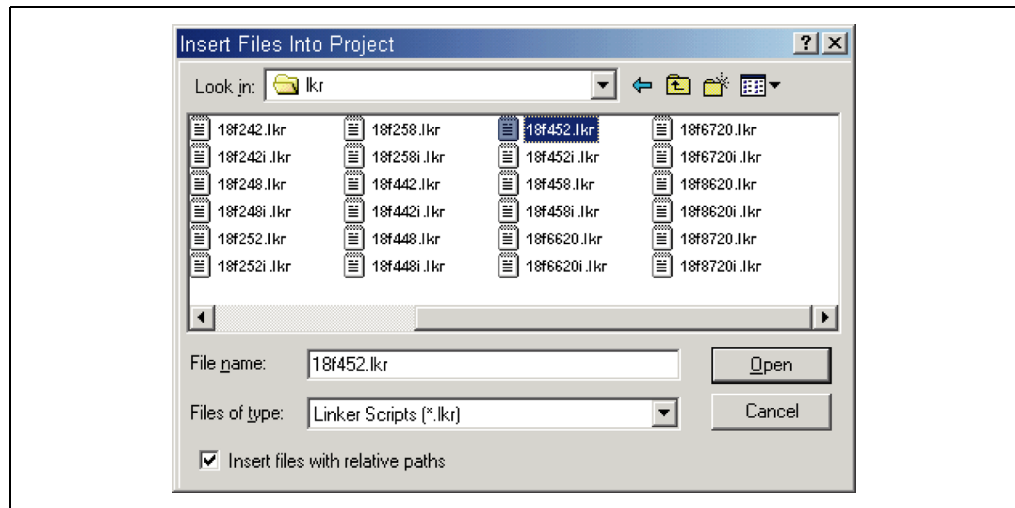 Insert Files Into Project
Look in: lkr
18f242.lkr 18f258.lkr 18f452.lkr 18f6720.lkr
18f242i.lkr 18f258i.lkr 18f452i.lkr 18f6720i.lkr
18f248.lkr 18f442.lkr 18f458.lkr 18f8620.lkr
18f248i.lkr 18f442i.lkr 18f458i.lkr 18f8620i.lkr
18f252.lkr 18f448.lkr 18f6620.lkr 18f8720.lkr
18f252i.lkr 18f448i.lkr 18f6620i.lkr 18f8720i.lkr
File name: 18f452.lkr Open
Files of type: Linker Scripts (*.lkr) Cancel
Insert files with relative paths